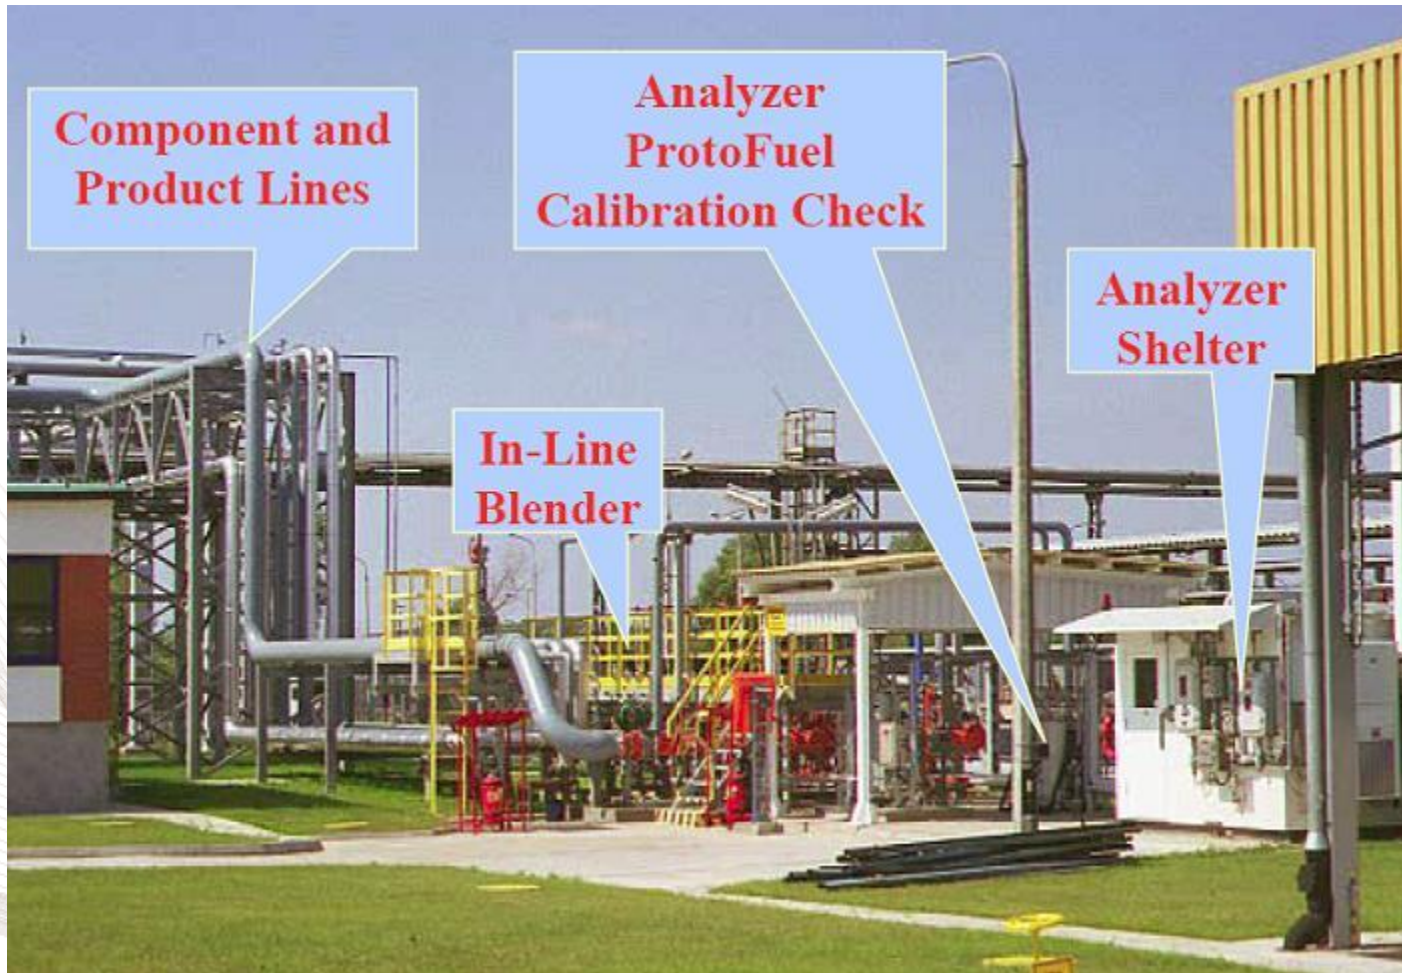 Component and
Product Lines
Analyzer
ProtoFuel
Calibration Check
Analyzer
Shelter
In-Line
Blender